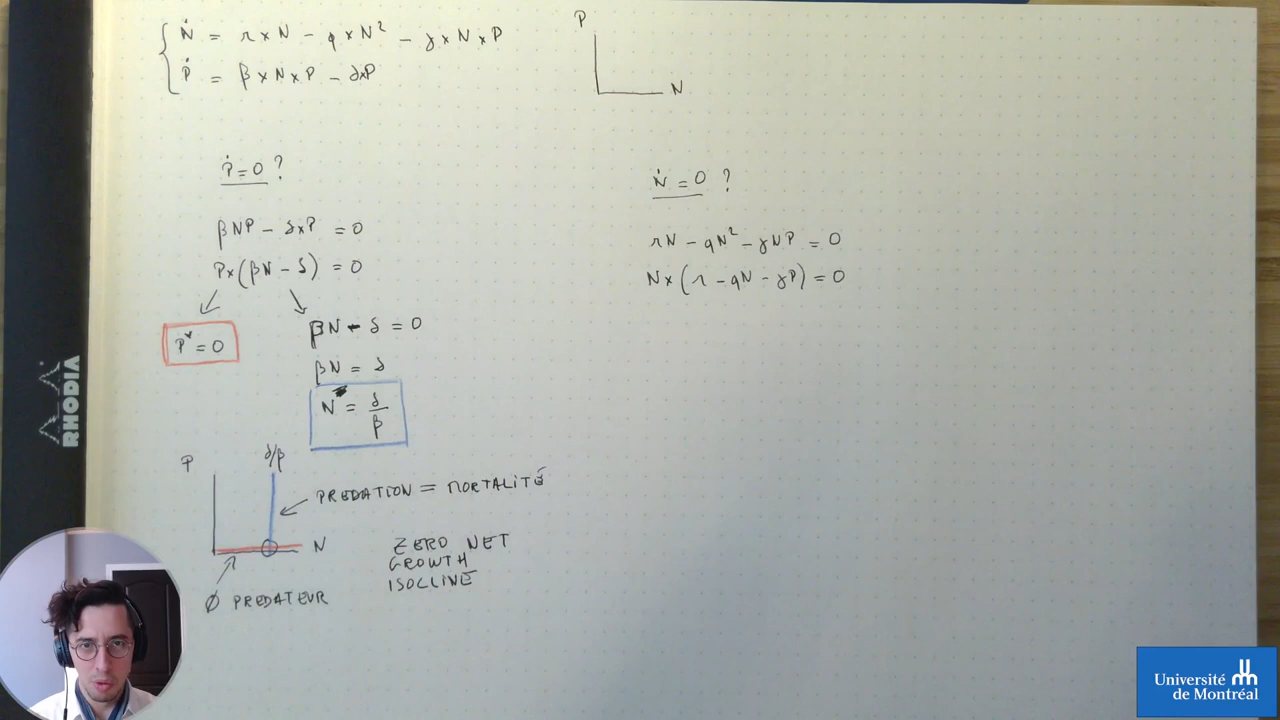 Ṅ = r×N − q×N² − γ×N×P
Ṗ = β×N×P − δ×P
P
N
Ṗ=0 ?
βNP − δ×P = 0
P×(βN − δ) = 0
P*=0
βN − δ = 0
βN = δ
N* = δ/β
P
δ/β
N
PREDATION = MORTALITÉ
Ø PREDATEUR
ZERO NET
GROWTH
ISOCLINE
Ṅ = 0 ?
rN − qN² − γNP = 0
N×(r − qN − γP) = 0
RHODIA
Université
de Montréal